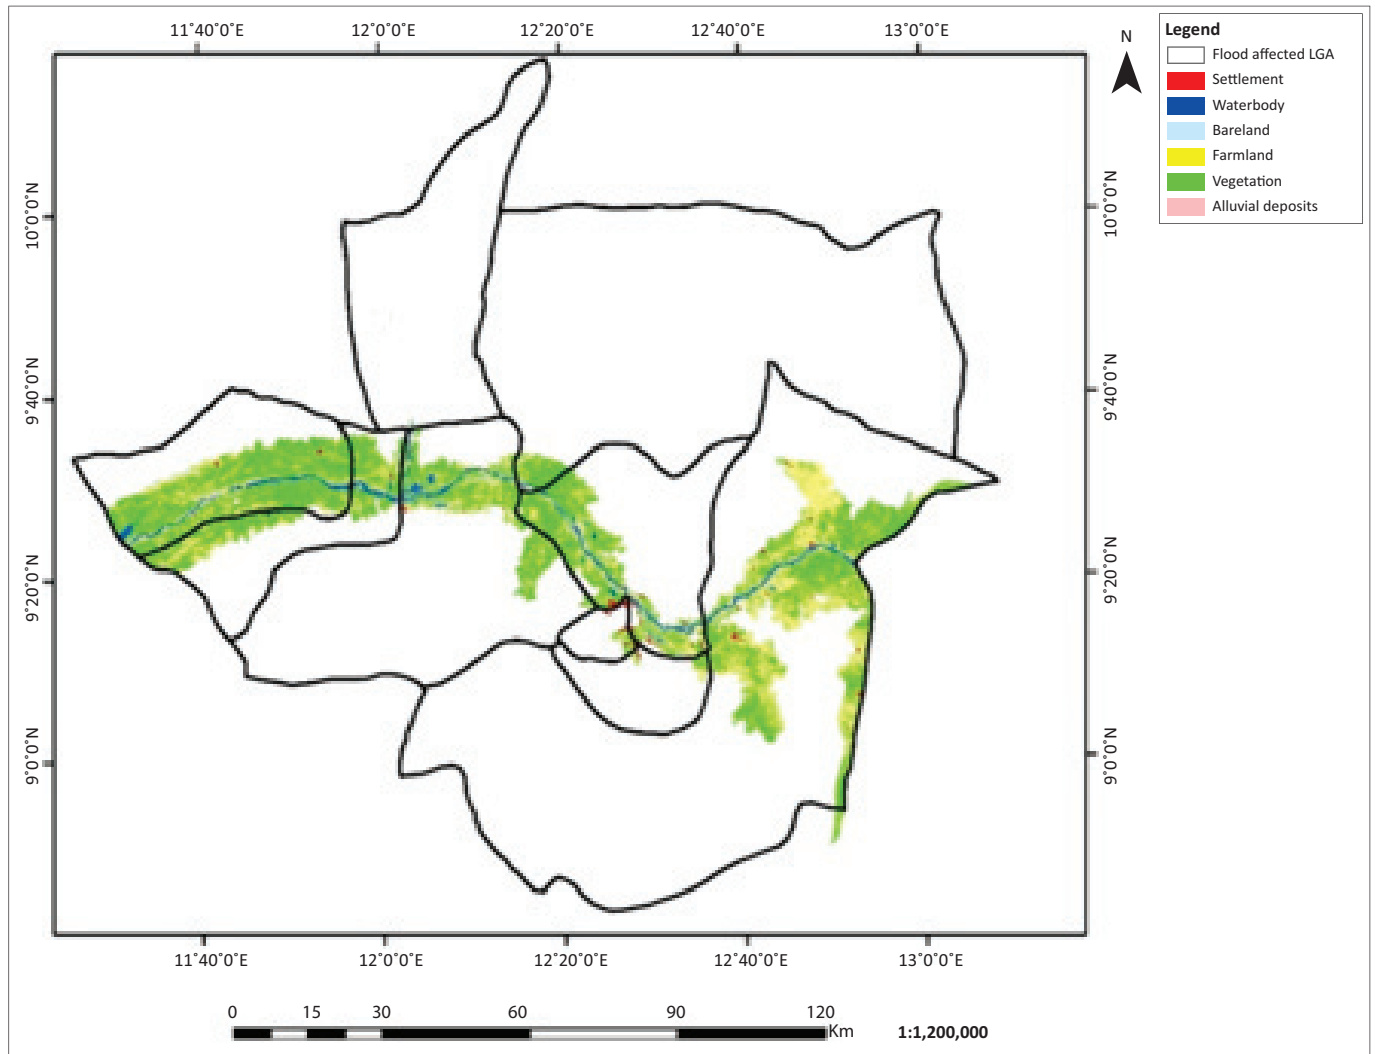 11˚40'0"E 12˚0'0"E 12˚20'0"E 12˚40'0"E 13˚0'0"E
N
Legend
Flood affected LGA
Settlement
Waterbody
Bareland
Farmland
Vegetation
Alluvial deposits
10˚0'0"N
10˚0'0"N
9˚40'0"N
9˚40'0"N
9˚20'0"N
9˚20'0"N
9˚0'0"N
9˚0'0"N
11˚40'0"E 12˚0'0"E 12˚20'0"E 12˚40'0"E 13˚0'0"E
0 15 30 60 90 120
Km
1:1,200,000